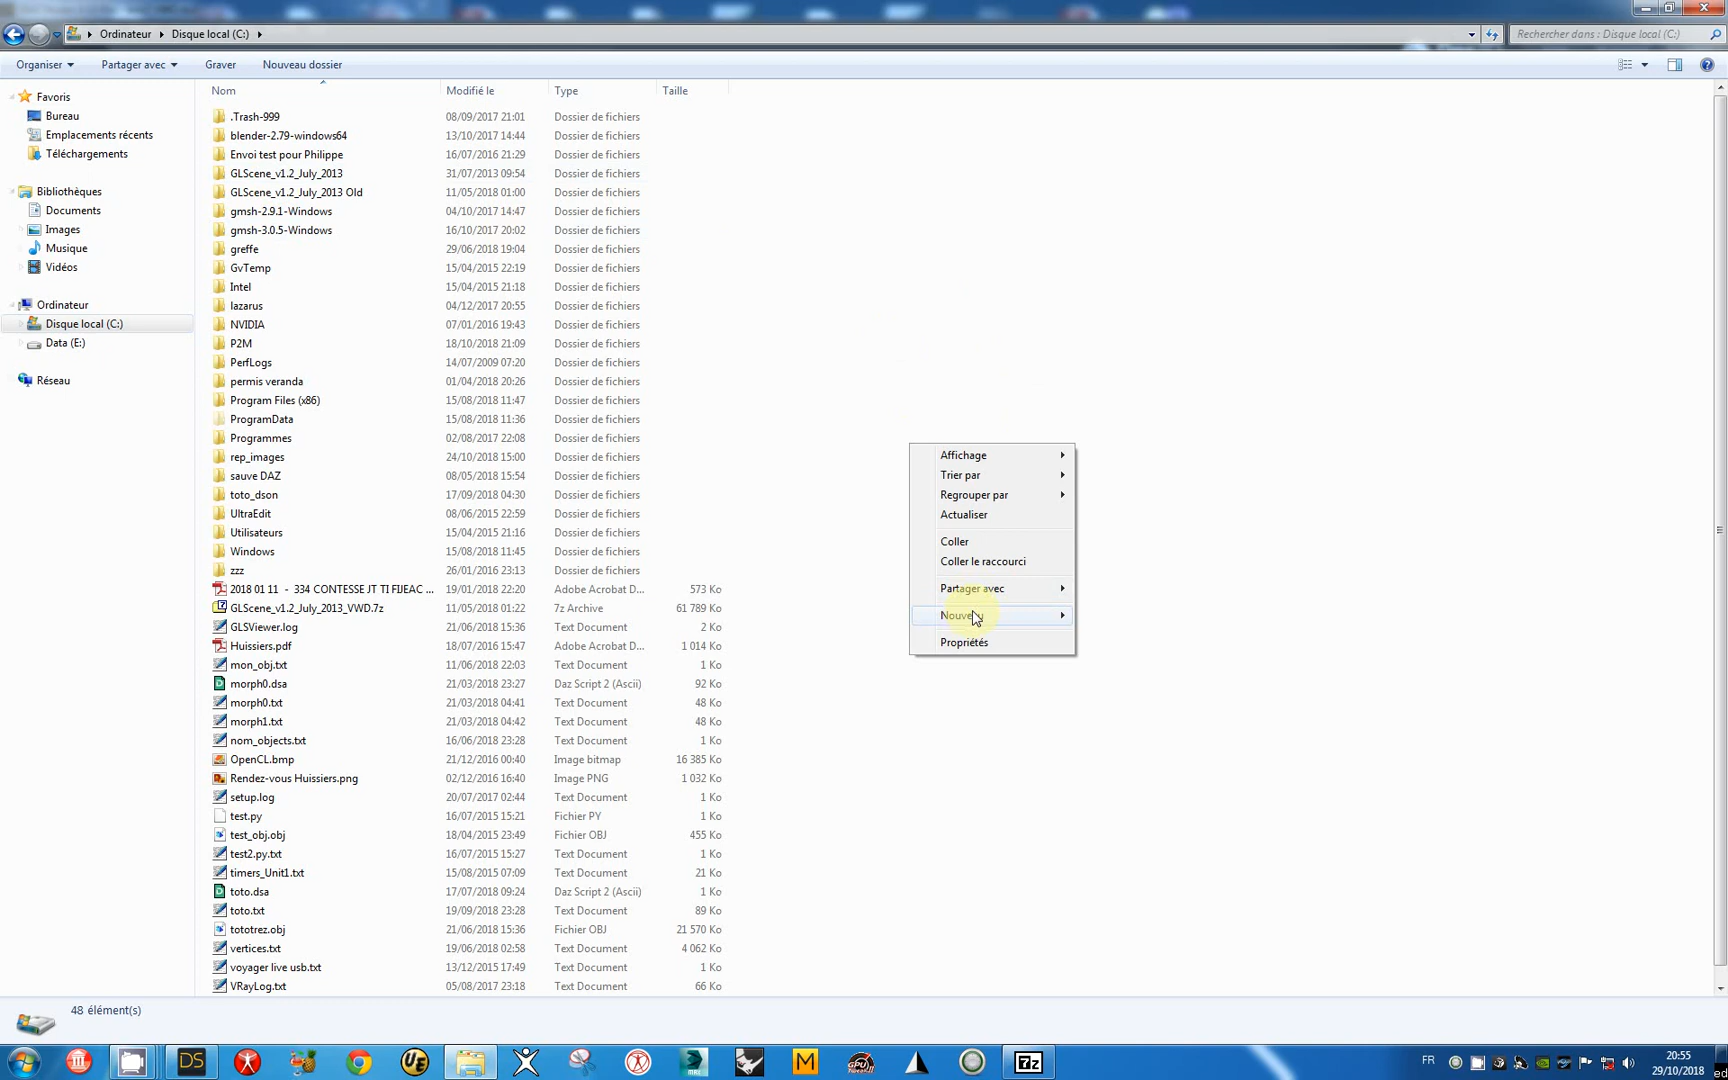 Ordinateur Disque local (C:)
Rechercher dans : Disque local (C:)
Organiser Partager avec Graver Nouveau dossier
Nom Modifié le Type Taille
Favoris
Bureau
Emplacements récents
Téléchargements
Bibliothèques
Documents
Images
Musique
Vidéos
Ordinateur
Disque local (C:)
Data (E:)
Réseau
.Trash-999 08/09/2017 21:01 Dossier de fichiers
blender-2.79-windows64 13/10/2017 14:44 Dossier de fichiers
Envoi test pour Philippe 16/07/2016 21:29 Dossier de fichiers
GLScene_v1.2_July_2013 31/07/2013 09:54 Dossier de fichiers
GLScene_v1.2_July_2013 Old 11/05/2018 01:00 Dossier de fichiers
gmsh-2.9.1-Windows 04/10/2017 14:47 Dossier de fichiers
gmsh-3.0.5-Windows 16/10/2017 20:02 Dossier de fichiers
greffe 29/06/2018 19:04 Dossier de fichiers
GvTemp 15/04/2015 22:19 Dossier de fichiers
Intel 15/04/2015 21:18 Dossier de fichiers
lazarus 04/12/2017 20:55 Dossier de fichiers
NVIDIA 07/01/2016 19:43 Dossier de fichiers
P2M 18/10/2018 21:09 Dossier de fichiers
PerfLogs 14/07/2009 07:20 Dossier de fichiers
permis veranda 01/04/2018 20:26 Dossier de fichiers
Program Files (x86) 15/08/2018 11:47 Dossier de fichiers
ProgramData 15/08/2018 11:36 Dossier de fichiers
Programmes 02/08/2017 22:08 Dossier de fichiers
rep_images 24/10/2018 15:00 Dossier de fichiers
sauve DAZ 08/05/2018 15:54 Dossier de fichiers
toto_dson 17/09/2018 04:30 Dossier de fichiers
UltraEdit 08/06/2015 22:59 Dossier de fichiers
Utilisateurs 15/04/2015 21:16 Dossier de fichiers
Windows 15/08/2018 11:45 Dossier de fichiers
zzz 26/01/2016 23:13 Dossier de fichiers
2018 01 11 - 334 CONTESSE JT TI FIJEAC ... 19/01/2018 22:20 Adobe Acrobat D... 573 Ko
GLScene_v1.2_July_2013_VWD.7z 11/05/2018 01:22 7z Archive 61 789 Ko
GLSViewer.log 21/06/2018 15:36 Text Document 2 Ko
Huissiers.pdf 18/07/2016 15:47 Adobe Acrobat D... 1 014 Ko
mon_obj.txt 11/06/2018 22:03 Text Document 1 Ko
morph0.dsa 21/03/2018 23:27 Daz Script 2 (Ascii) 92 Ko
morph0.txt 21/03/2018 04:41 Text Document 48 Ko
morph1.txt 21/03/2018 04:42 Text Document 48 Ko
nom_objects.txt 16/06/2018 23:28 Text Document 1 Ko
OpenCL.bmp 21/12/2016 00:40 Image bitmap 16 385 Ko
Rendez-vous Huissiers.png 02/12/2016 16:40 Image PNG 1 032 Ko
setup.log 20/07/2017 02:44 Text Document 1 Ko
test.py 16/07/2015 15:21 Fichier PY 1 Ko
test_obj.obj 18/04/2015 23:49 Fichier OBJ 455 Ko
test2.py.txt 16/07/2015 15:27 Text Document 1 Ko
timers_Unit1.txt 15/08/2015 07:09 Text Document 21 Ko
toto.dsa 17/07/2018 09:24 Daz Script 2 (Ascii) 1 Ko
toto.txt 19/09/2018 23:28 Text Document 89 Ko
tototrez.obj 21/06/2018 15:36 Fichier OBJ 21 570 Ko
vertices.txt 19/06/2018 02:58 Text Document 4 062 Ko
voyager live usb.txt 13/12/2015 17:49 Text Document 1 Ko
VRayLog.txt 05/08/2017 23:18 Text Document 66 Ko
Affichage
Trier par
Regrouper par
Actualiser
Coller
Coller le raccourci
Partager avec
Nouveau
Propriétés
48 élément(s)
DS UE M 7z
FR 20:55
29/10/2018